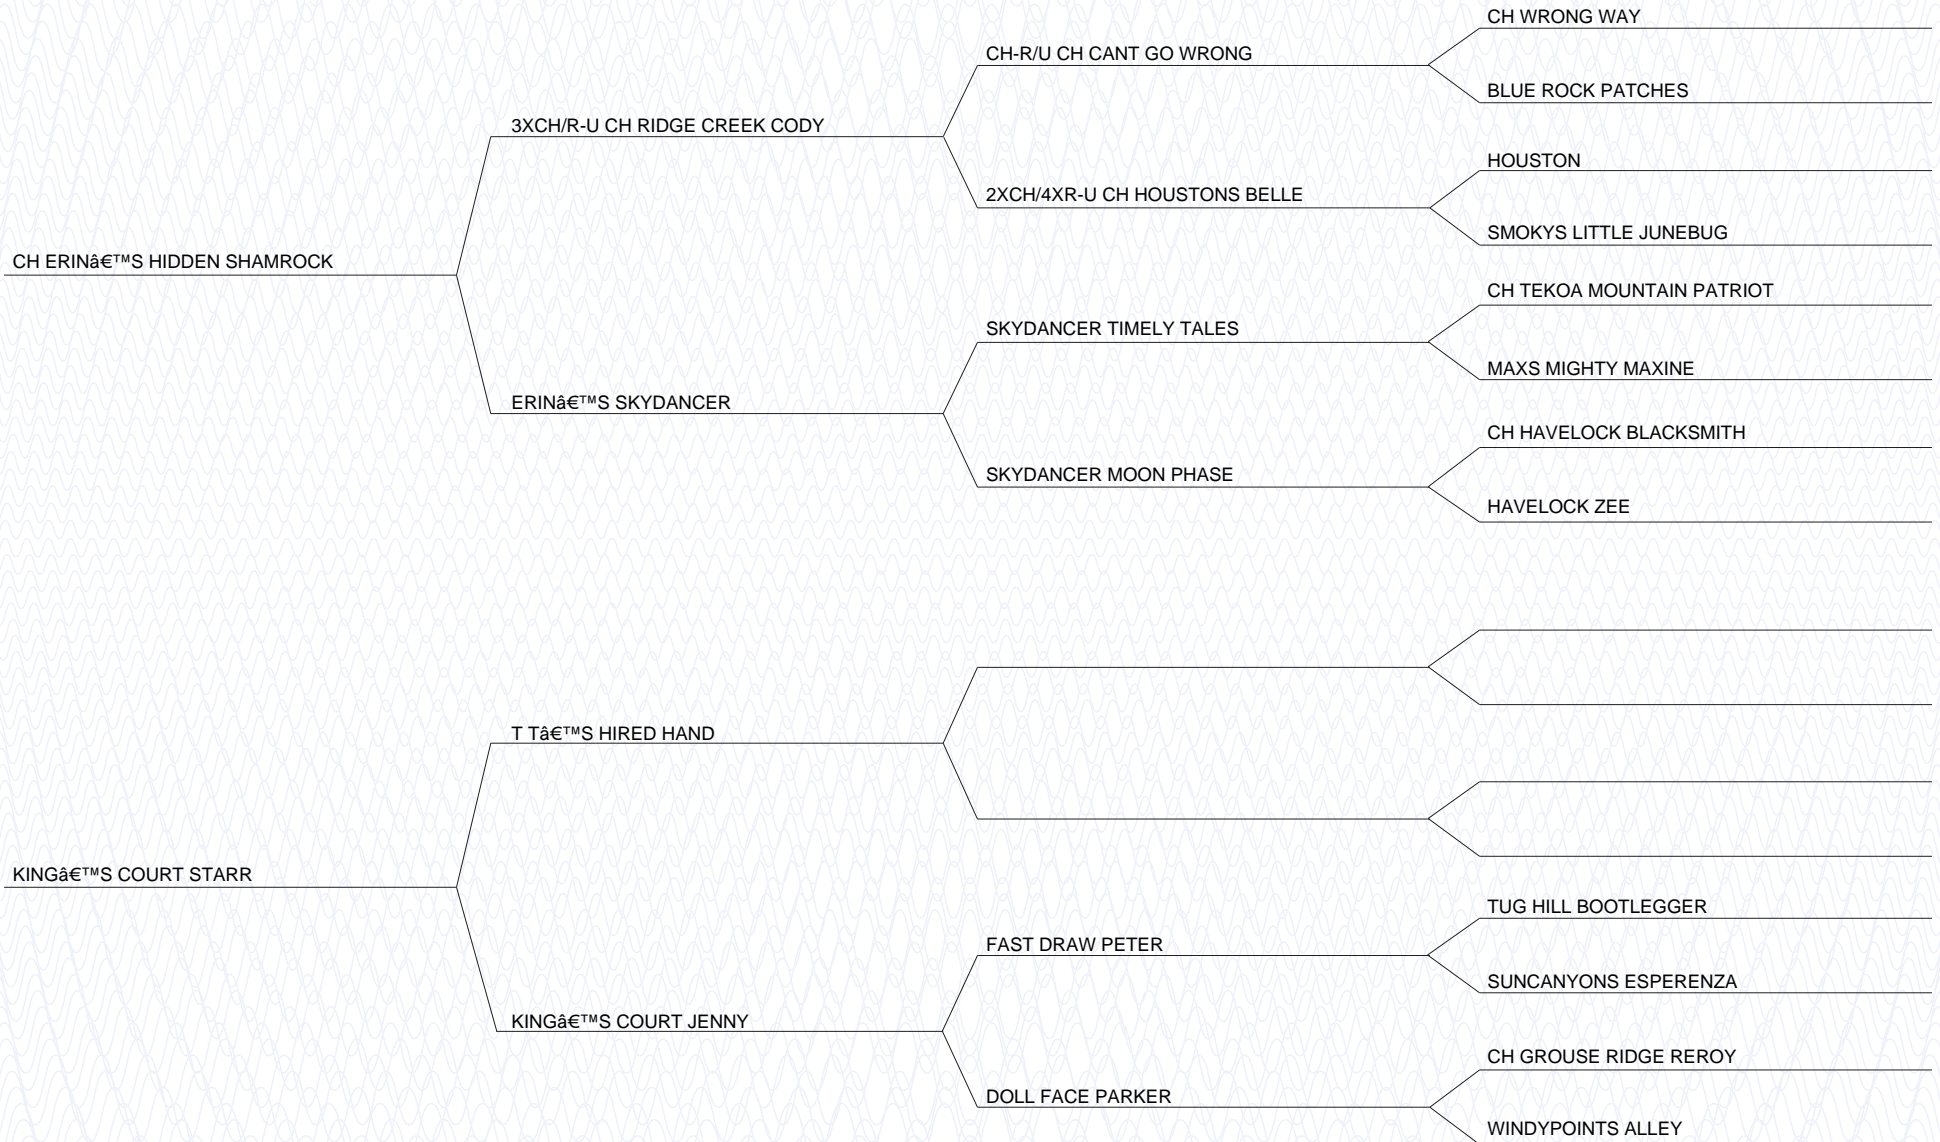 CH WRONG WAY
CH-R/U CH CANT GO WRONG
BLUE ROCK PATCHES
3XCH/R-U CH RIDGE CREEK CODY
HOUSTON
2XCH/4XR-U CH HOUSTONS BELLE
SMOKYS LITTLE JUNEBUG
CH ERINâ€™S HIDDEN SHAMROCK
CH TEKOA MOUNTAIN PATRIOT
SKYDANCER TIMELY TALES
MAXS MIGHTY MAXINE
ERINâ€™S SKYDANCER
CH HAVELOCK BLACKSMITH
SKYDANCER MOON PHASE
HAVELOCK ZEE
T Tâ€™S HIRED HAND
KINGâ€™S COURT STARR
TUG HILL BOOTLEGGER
FAST DRAW PETER
SUNCANYONS ESPERENZA
KINGâ€™S COURT JENNY
CH GROUSE RIDGE REROY
DOLL FACE PARKER
WINDYPOINTS ALLEY